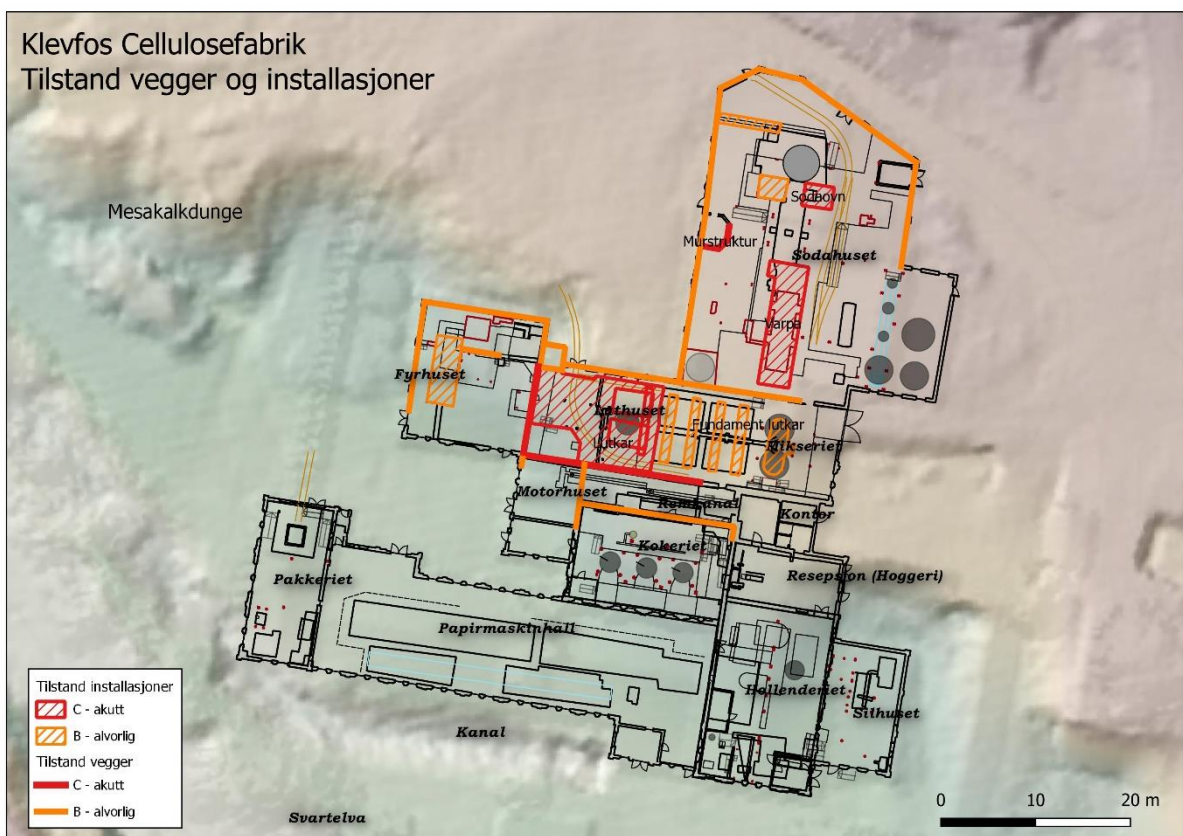 Klevfos Cellulosefabrik
Tilstand vegger og installasjoner
Mesakalkdunge
Sodaovn
Murstruktur
Sodahuset
Varpa
Fyrhuset
Luthuset
Fundament lutkar
Lutkar
Mikseriet
Motorhuset
Remkanal
Kontor
Kokeriet
Resepsjon (Hoggeri)
Pakkeriet
Papirmaskinhall
Hollenderiet
Silhuset
Kanal
Svartelva
Tilstand installasjoner
C - akutt
B - alvorlig
Tilstand vegger
C - akutt
B - alvorlig
0 10 20 m